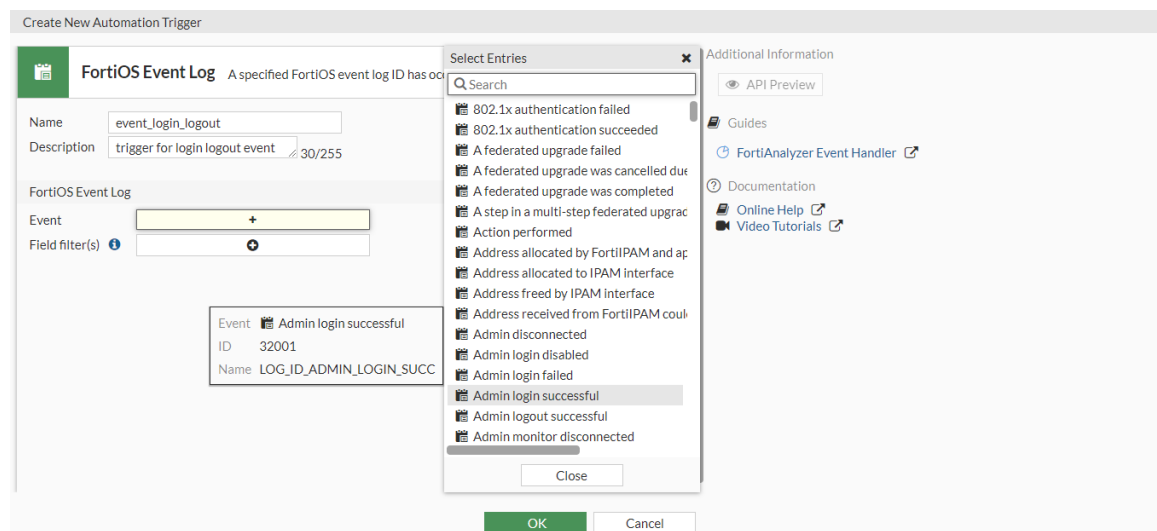 Create New Automation Trigger
FortiOS Event Log A specified FortiOS event log ID has occ
Name event_login_logout
Description trigger for login logout event 30/255
FortiOS Event Log
Event +
Field filter(s)
Event Admin login successful
ID 32001
Name LOG_ID_ADMIN_LOGIN_SUCC
Select Entries
Search
802.1x authentication failed
802.1x authentication succeeded
A federated upgrade failed
A federated upgrade was cancelled due
A federated upgrade was completed
A step in a multi-step federated upgrad
Action performed
Address allocated by FortiIPAM and ap
Address allocated to IPAM interface
Address freed by IPAM interface
Address received from FortiIPAM could
Admin disconnected
Admin login disabled
Admin login failed
Admin login successful
Admin logout successful
Admin monitor disconnected
Close
Additional Information
API Preview
Guides
FortiAnalyzer Event Handler
Documentation
Online Help
Video Tutorials
OK Cancel